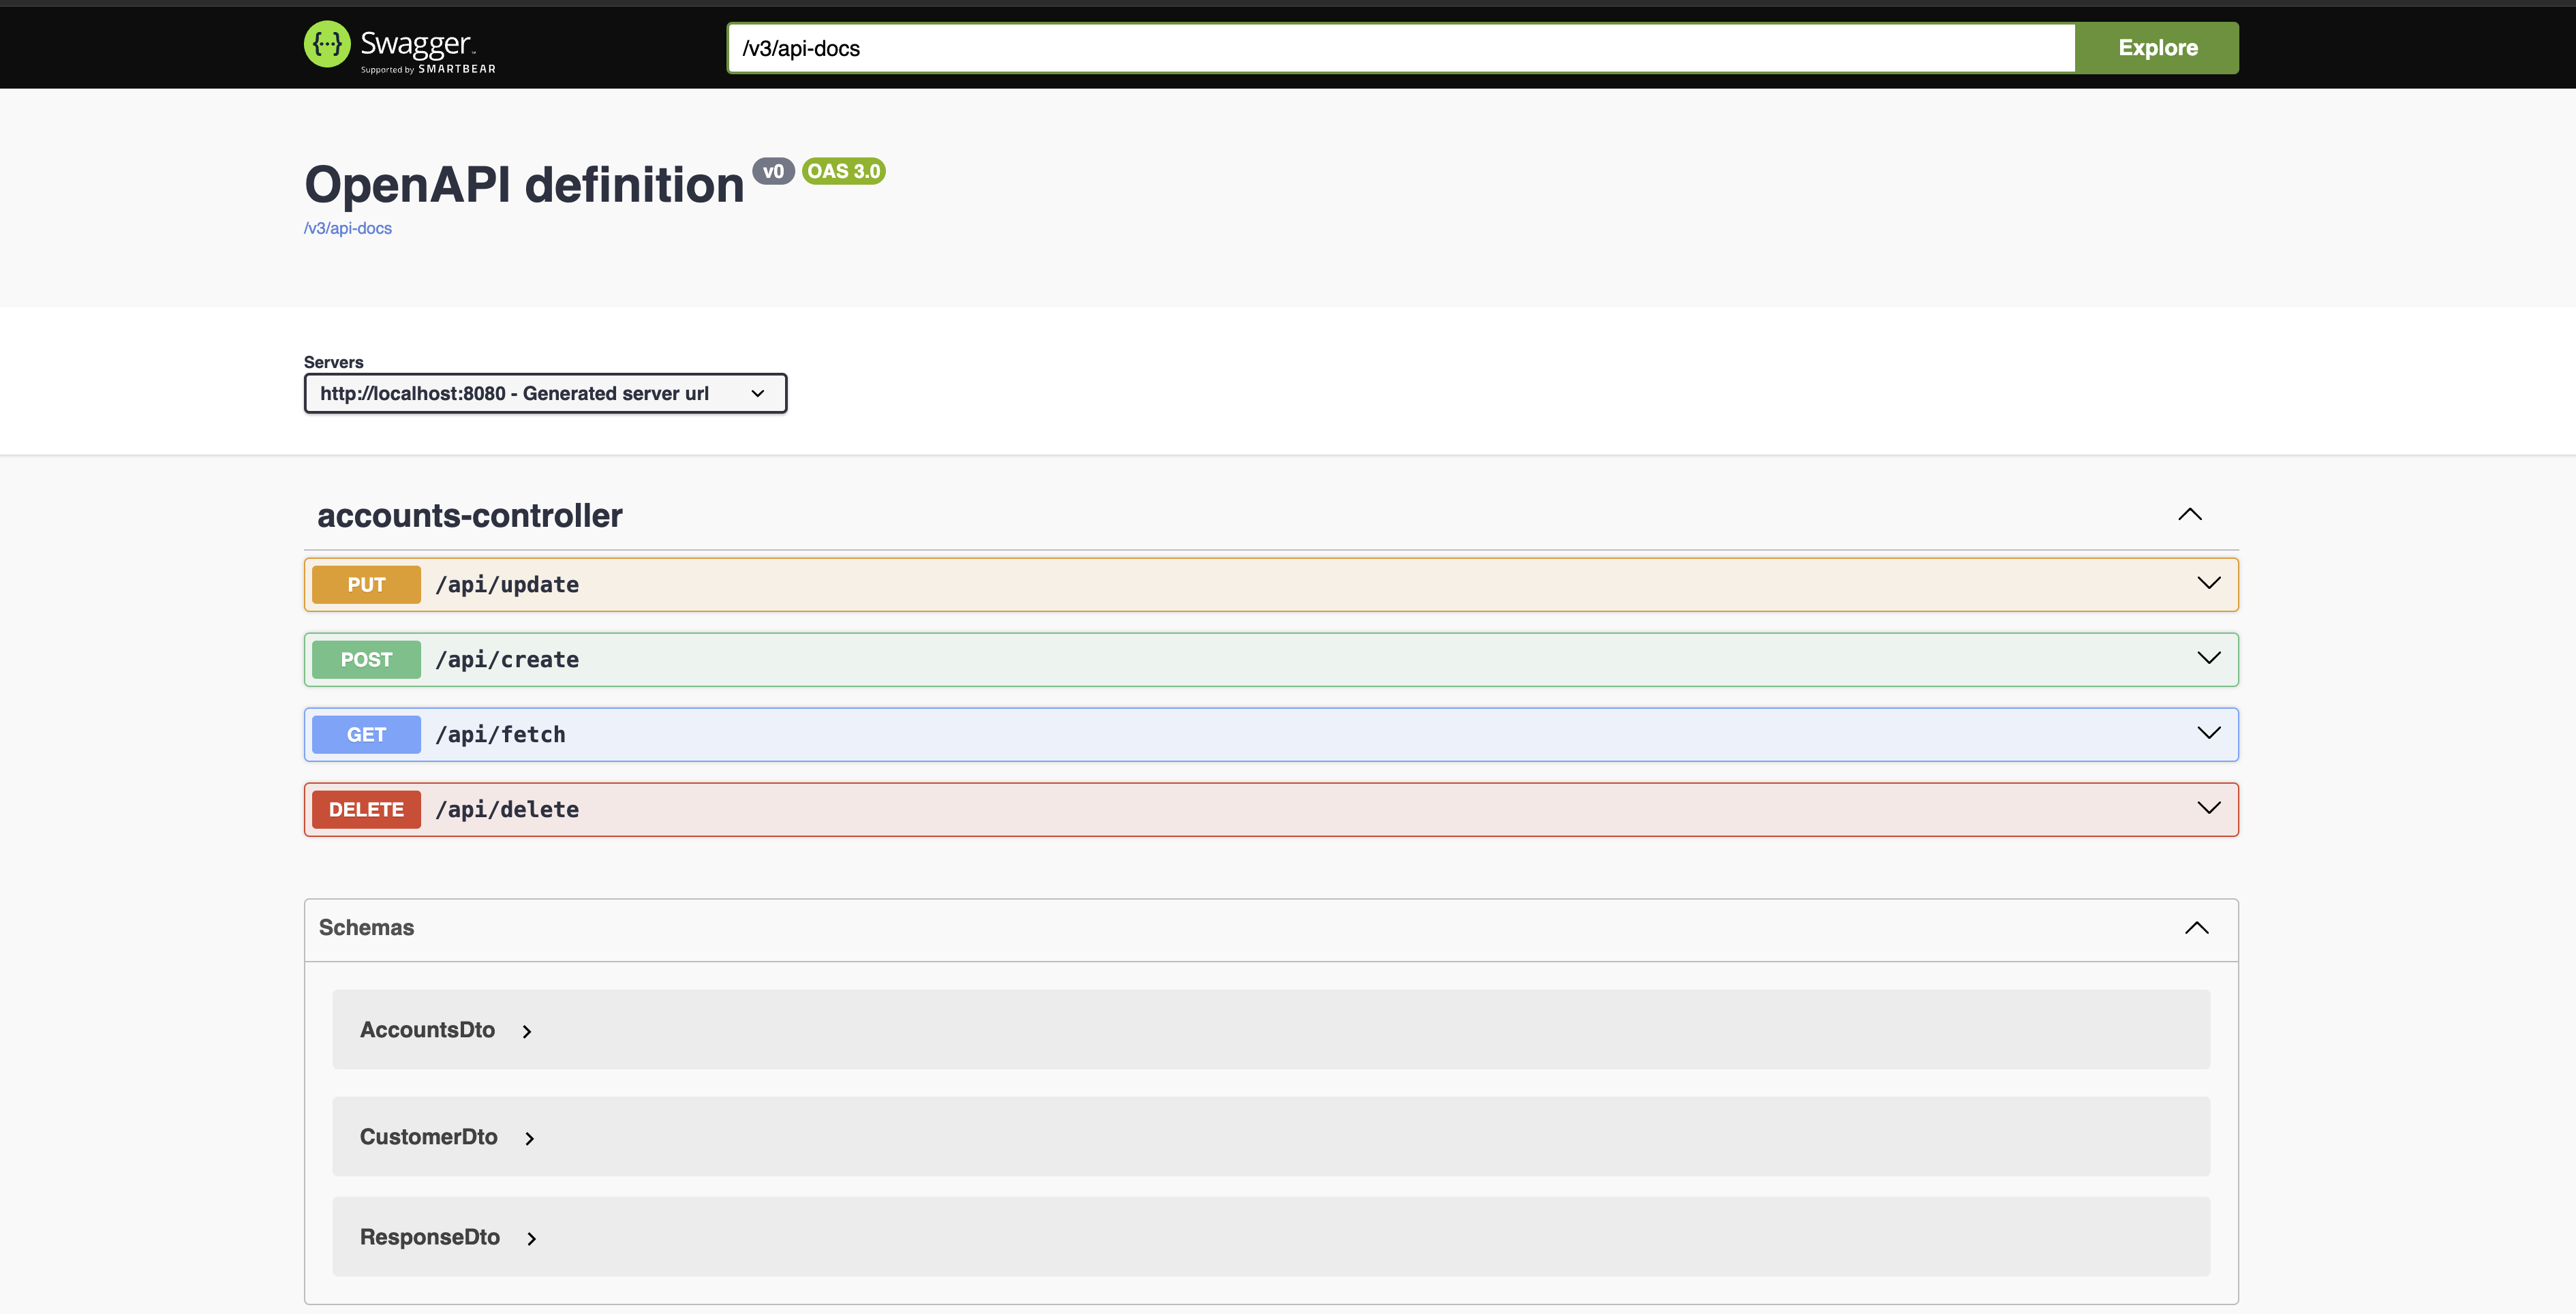 {···} Swagger™
Supported by SMARTBEAR
/v3/api-docs
Explore
OpenAPI definition v0 OAS 3.0
/v3/api-docs
Servers
http://localhost:8080 - Generated server url
accounts-controller
PUT /api/update
POST /api/create
GET /api/fetch
DELETE /api/delete
Schemas
AccountsDto
CustomerDto
ResponseDto